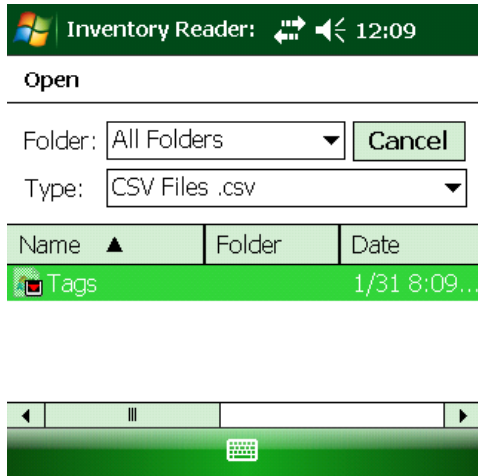 Inventory Reader: 12:09
Open
Folder: All Folders Cancel
Type: CSV Files .csv
Name Folder Date
Tags 1/31 8:09...